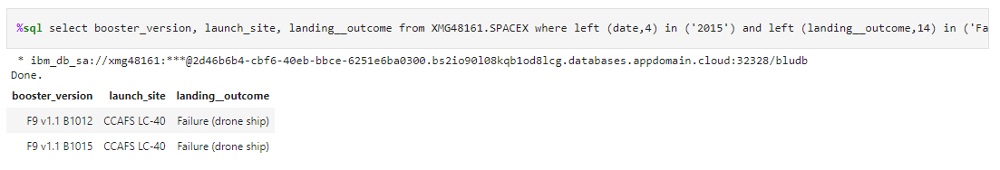 %sql select booster_version, launch_site, landing__outcome from XMG48161.SPACEX where left (date,4) in ('2015') and left (landing__outcome,14) in ('Fa
* ibm_db_sa://xmg48161:***@2d46b6b4-cbf6-40eb-bbce-6251e6ba0300.bs2io90l08kqb1od8lcg.databases.appdomain.cloud:32328/bludb
Done.
booster_version launch_site landing__outcome
F9 v1.1 B1012 CCAFS LC-40 Failure (drone ship)
F9 v1.1 B1015 CCAFS LC-40 Failure (drone ship)